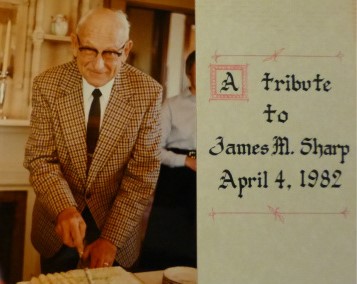 A tribute
to
James M. Sharp
April 4, 1982